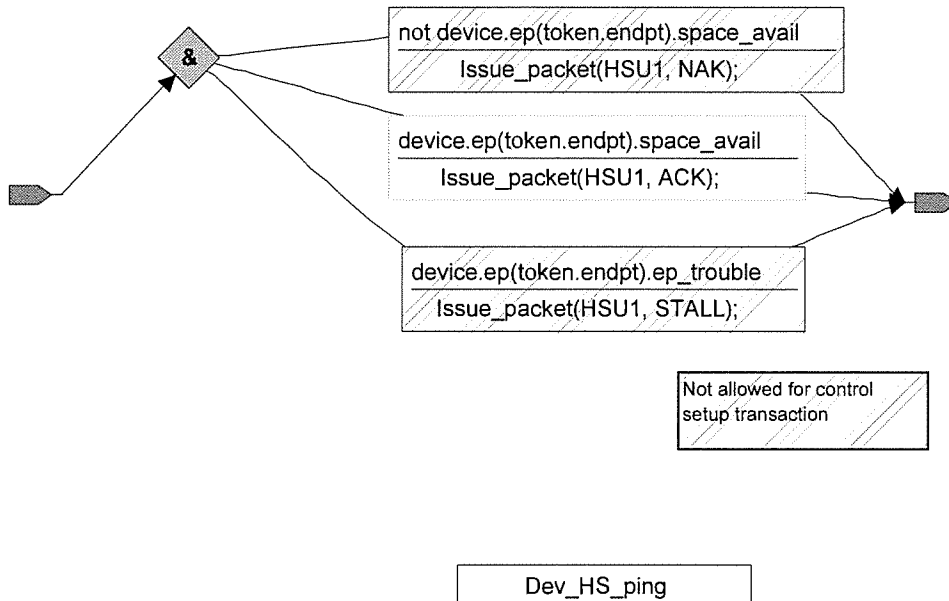 &
not device.ep(token.endpt).space_avail
Issue_packet(HSU1, NAK);
device.ep(token.endpt).space_avail
Issue_packet(HSU1, ACK);
device.ep(token.endpt).ep_trouble
Issue_packet(HSU1, STALL);
Not allowed for control
setup transaction
Dev_HS_ping